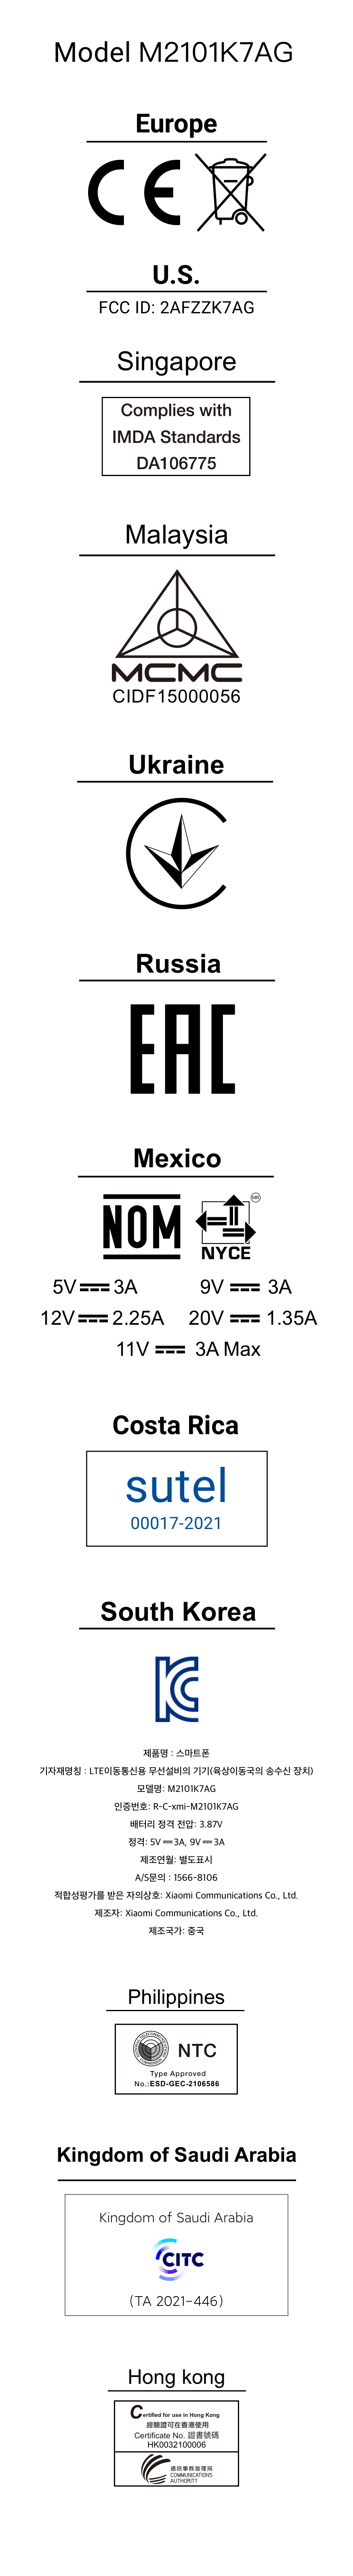 Model M2101K7AG
Europe
CE
U.S.
FCC ID: 2AFZZK7AG
Singapore
Complies with
IMDA Standards
DA106775
Malaysia
MCMC
CIDF15000056
Ukraine
Russia
EAC
Mexico
NOM
NYCE
MR
5V⎓3A 9V ⎓ 3A
12V⎓2.25A 20V ⎓ 1.35A
11V ⎓ 3A Max
Costa Rica
sutel
00017-2021
South Korea
KC
제품명 : 스마트폰
기자재명칭 : LTE이동통신용 무선설비의 기기(육상이동국의 송수신 장치)
모델명: M2101K7AG
인증번호: R-C-xmi-M2101K7AG
배터리 정격 전압: 3.87V
정격: 5V⎓3A, 9V⎓3A
제조연월: 별도표시
A/S문의 : 1566-8106
적합성평가를 받은 자의상호: Xiaomi Communications Co., Ltd.
제조자: Xiaomi Communications Co., Ltd.
제조국가: 중국
Philippines
NTC
Type Approved
No.:ESD-GEC-2106586
Kingdom of Saudi Arabia
Kingdom of Saudi Arabia
CITC
(TA 2021-446)
Hong kong
Certified for use in Hong Kong
經驗證可在香港使用
Certificate No. 證書號碼
HK0032100006
通訊事務管理局
COMMUNICATIONS
AUTHORITY